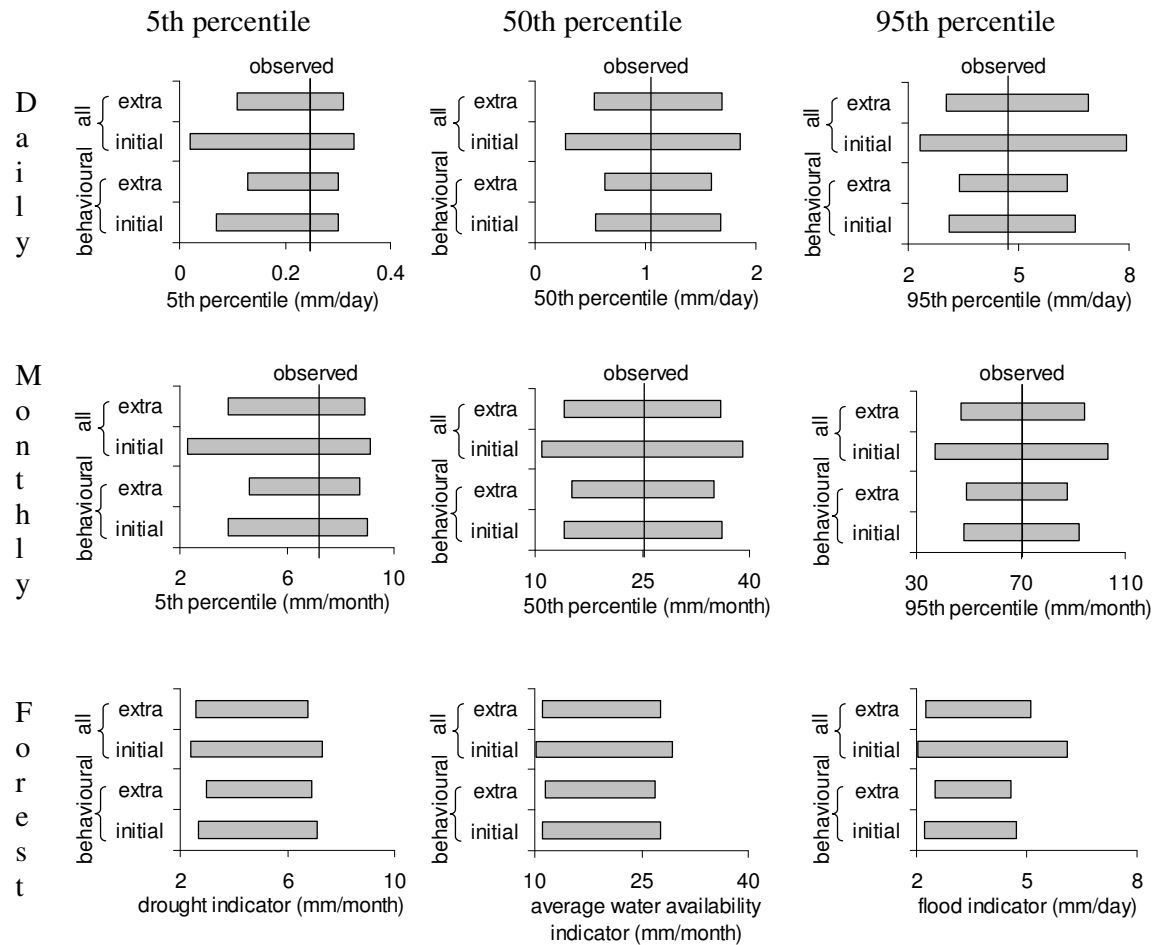 5th percentile 50th percentile 95th percentile
Daily
observed
all
extra
initial
behavioural
extra
initial
0 0.2 0.4
5th percentile (mm/day)
observed
all
extra
initial
behavioural
extra
initial
0 1 2
50th percentile (mm/day)
observed
all
extra
initial
behavioural
extra
initial
2 5 8
95th percentile (mm/day)
Monthly
observed
all
extra
initial
behavioural
extra
initial
2 6 10
5th percentile (mm/month)
observed
all
extra
initial
behavioural
extra
initial
10 25 40
50th percentile (mm/month)
observed
all
extra
initial
behavioural
extra
initial
30 70 110
95th percentile (mm/month)
Forest
all
extra
initial
behavioural
extra
initial
2 6 10
drought indicator (mm/month)
all
extra
initial
behavioural
extra
initial
10 25 40
average water availability
indicator (mm/month)
all
extra
initial
behavioural
extra
initial
2 5 8
flood indicator (mm/day)